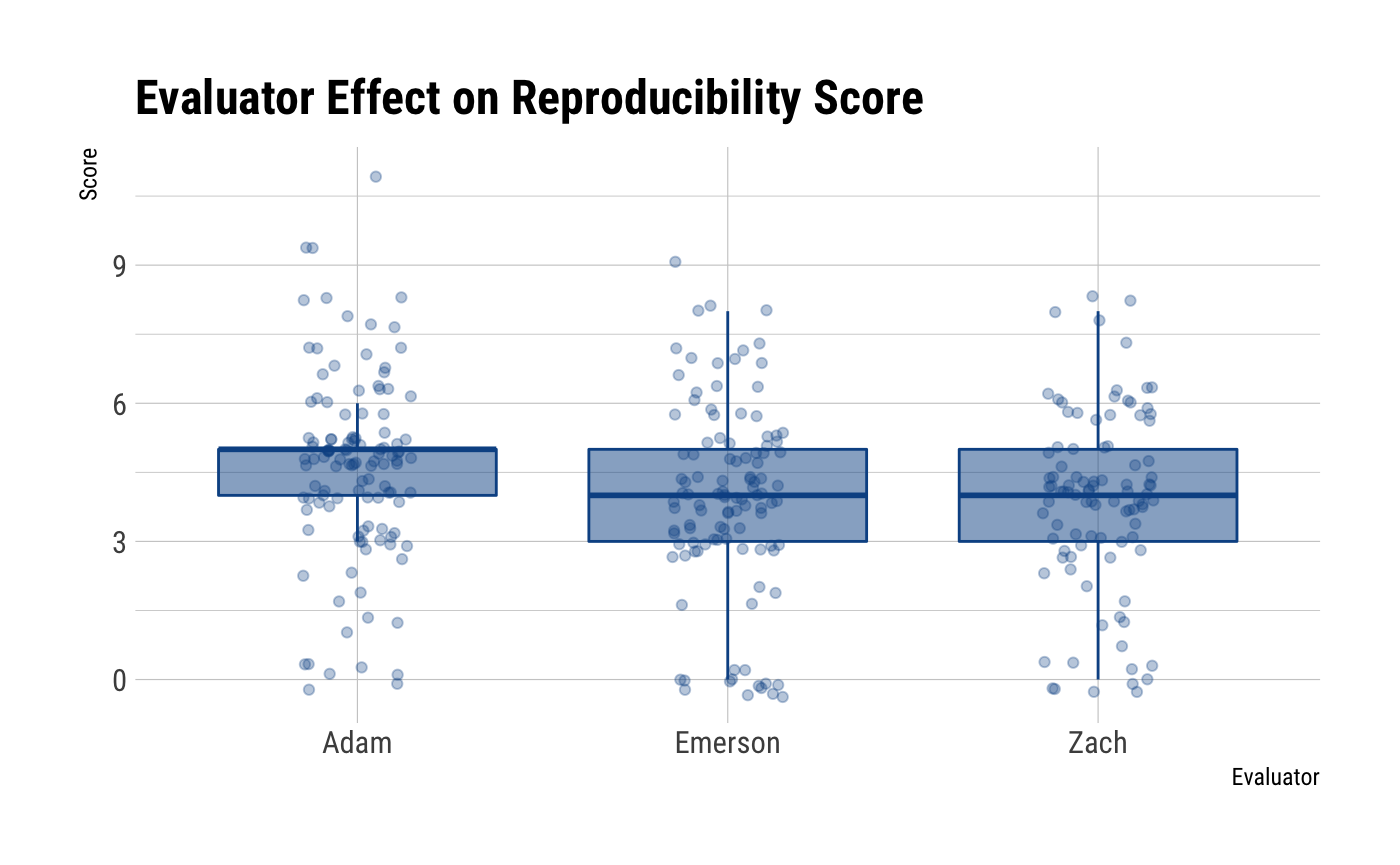 Evaluator Effect on Reproducibility Score
Score
9
6
3
0
Adam Emerson Zach
Evaluator